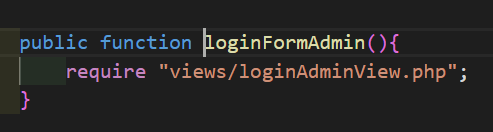 public function loginFormAdmin(){
    require "views/loginAdminView.php";
}